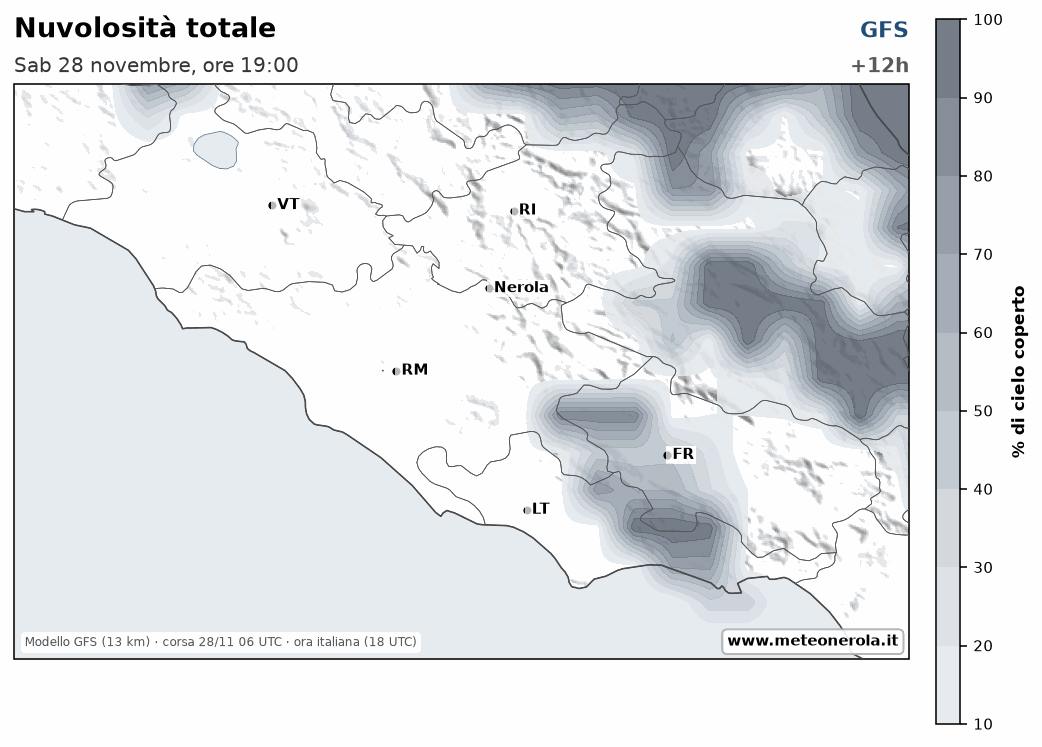 Nuvolosità totale
GFS
Sab 28 novembre, ore 19:00
+12h
VT
RI
Nerola
RM
FR
LT
Modello GFS (13 km) · corsa 28/11 06 UTC · ora italiana (18 UTC)
www.meteonerola.it
100
90
80
70
60
50
40
30
20
10
% di cielo coperto